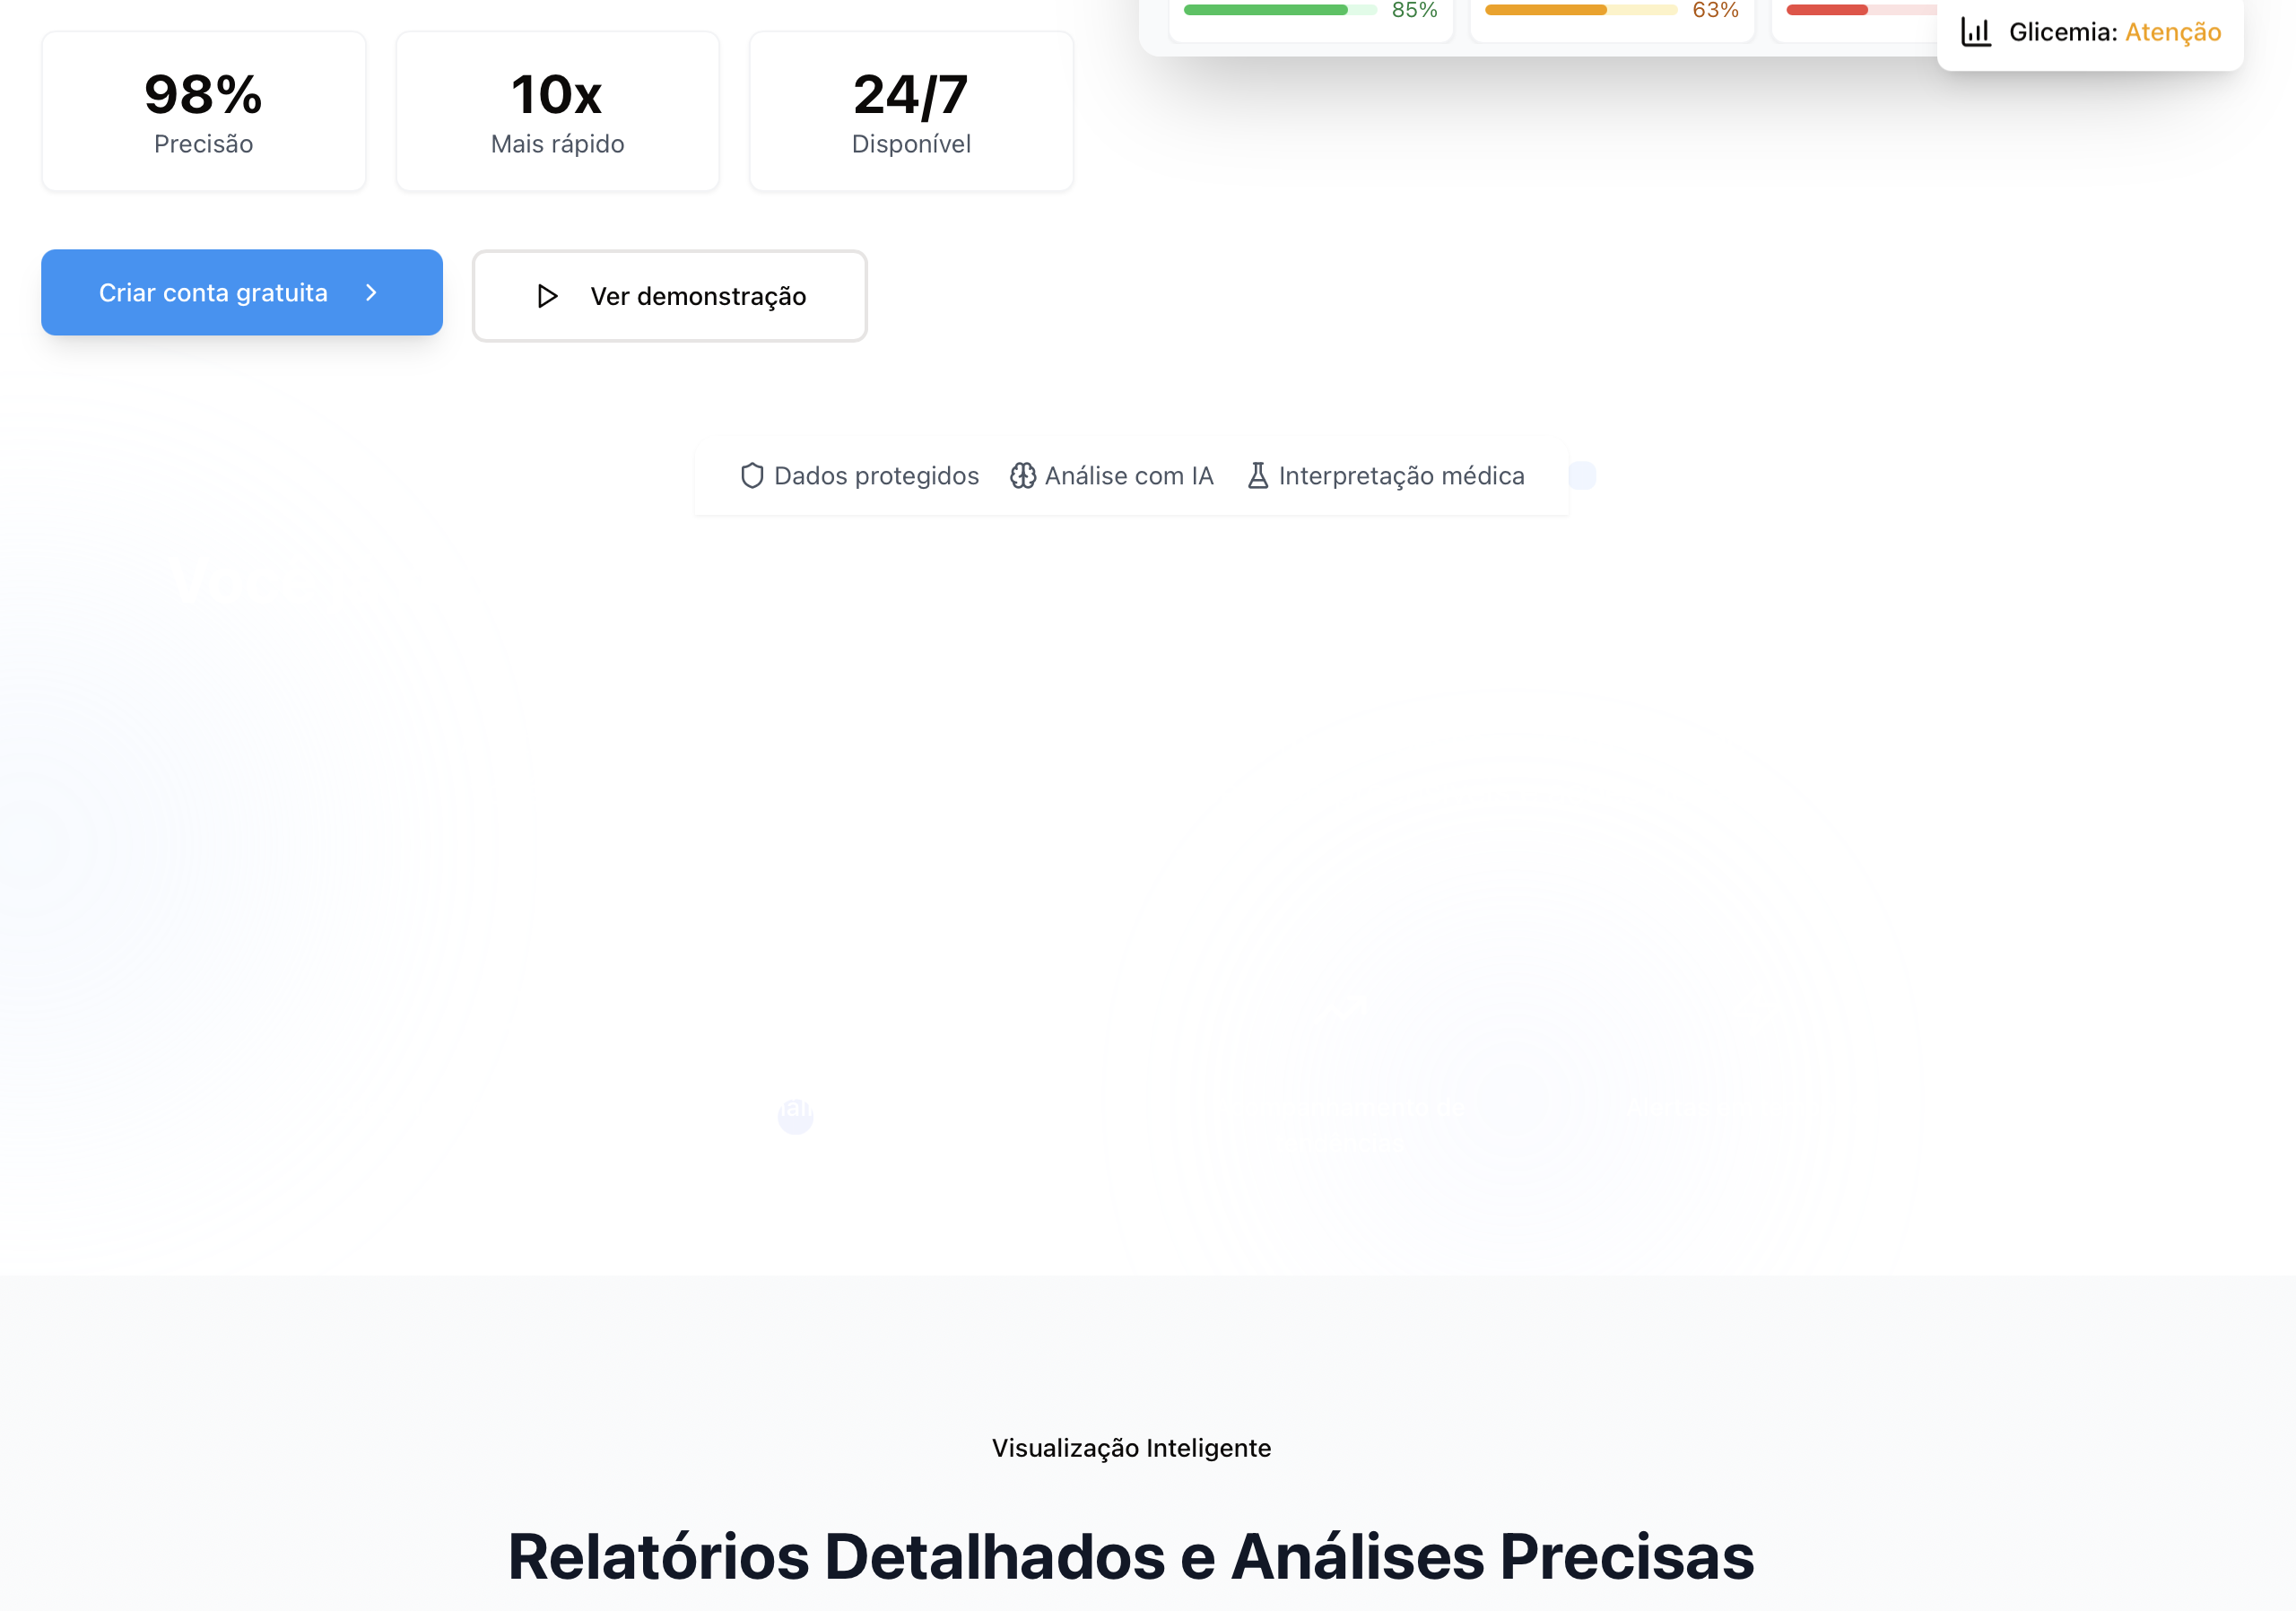 85%
63%
Glicemia: Atenção
98%
Precisão
10x
Mais rápido
24/7
Disponível
Criar conta gratuita
Ver demonstração
Dados protegidos
Análise com IA
Interpretação médica
Visualização Inteligente
Relatórios Detalhados e Análises Precisas